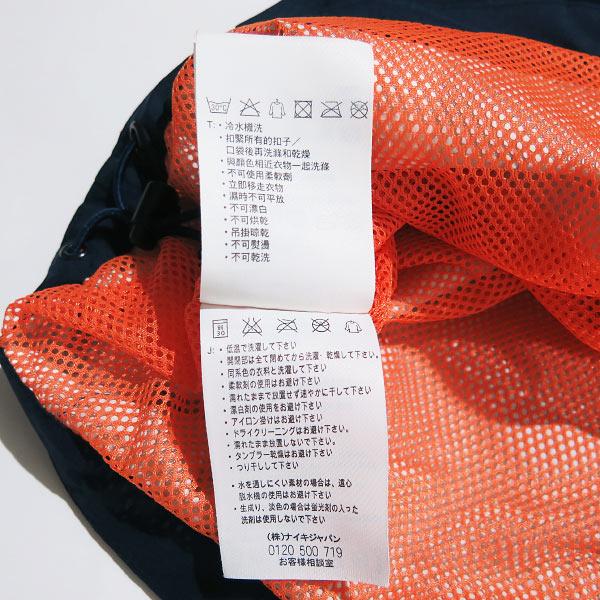 30°C
T:・冷水機洗
・扣緊所有的扣子／
口袋後再洗滌和乾燥
・與顏色相近衣物一起洗滌
・不可使用柔軟劑
・立即移走衣物
・濕時不可平放
・不可漂白
・不可烘乾
・吊掛晾乾
・不可熨燙
・不可乾洗
弱
30
J:・低温で洗濯して下さい
・開閉部は全て閉めてから洗濯・乾燥して下さい。
・同系色の衣料と洗濯して下さい
・柔軟剤の使用はお避け下さい
・濡れたままで放置せず速やかに干して下さい
・漂白剤の使用をお避け下さい
・アイロン掛けはお避け下さい
・ドライクリーニングはお避け下さい
・濡れたまま放置しないで下さい。
・タンブラー乾燥はお避け下さい
・つり干しして下さい
・水を通しにくい素材の場合は、遠心
脱水機の使用はお避け下さい
・生成り、淡色の場合は蛍光剤の入った
洗剤は使用しないで下さい
(株)ナイキジャパン
0120 500 719
お客様相談室